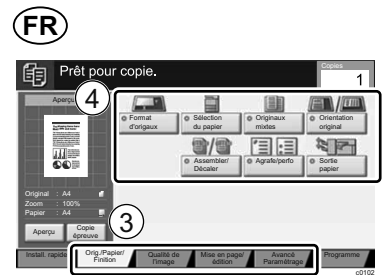 FR
Prêt pour copie.
Copies
1
Aperçu
4
Format
d'origaux
Sélection
du papier
Originaux
mixtes
Orientation
original
Assembler/
Décaler
Agrafe/perfo
Sortie
papier
Original : A4
Zoom : 100%
Papier : A4
Aperçu
Copie
épreuve
3
Install. rapide
Orig./Papier/
Finition
Qualité de
l'image
Mise en page/
édition
Avancé
Paramétrage
Programme
c0102